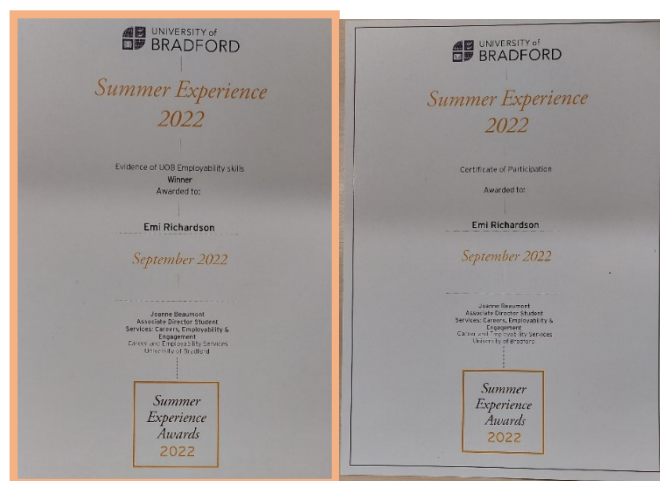 UNIVERSITY of
BRADFORD
Summer Experience
2022
Evidence of UOB Employability skills
Winner
Awarded to:
Emi Richardson
September 2022
Joanne Beaumont
Associate Director Student
Services: Careers, Employability &
Engagement
Career and Employability Services
University of Bradford
Summer
Experience
Awards
2022
UNIVERSITY of
BRADFORD
Summer Experience
2022
Certificate of Participation
Awarded to:
Emi Richardson
September 2022
Joanne Beaumont
Associate Director Student
Services: Careers, Employability &
Engagement
Career and Employability Services
University of Bradford
Summer
Experience
Awards
2022